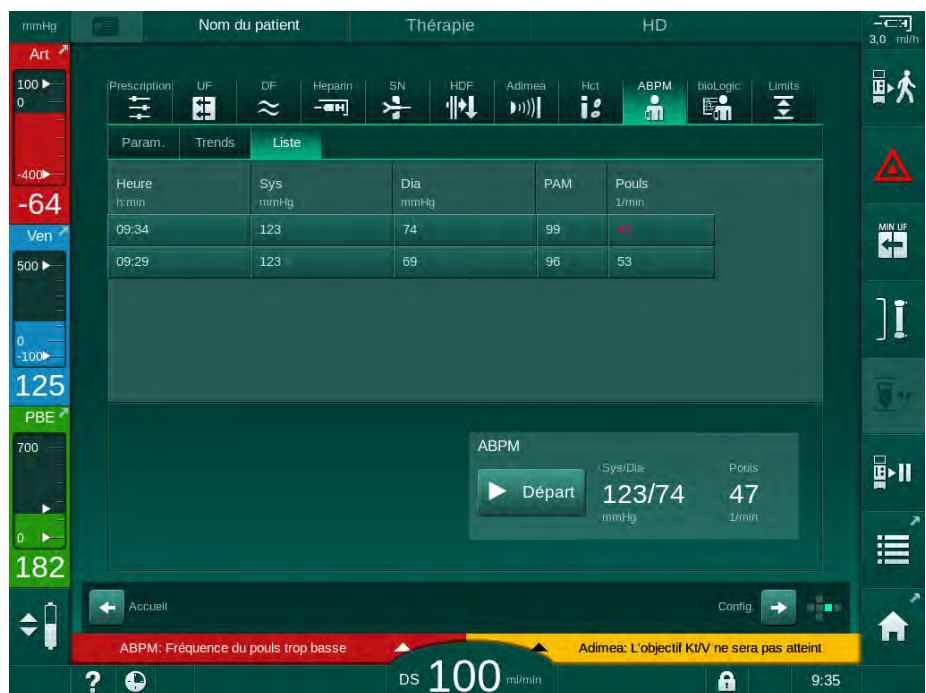 mmHg
Nom du patient
Thérapie
HD
3,0 ml/h
Art
100
0
-400
-64
Ven
500
0
-100
125
PBE
700
0
182
Prescription
UF
DF
Heparin
SN
HDF
Adimea
Hct
ABPM
bioLogic
Limits
Param.
Trends
Liste
Heure Sys Dia PAM Pouls
h:min mmHg mmHg 1/min
09:34 123 74 99 47
09:29 123 69 96 53
ABPM
Départ
Sys/Dia
123/74
mmHg
Pouls
47
1/min
MIN UF
Accueil
Config.
ABPM: Fréquence du pouls trop basse
Adimea: L'objectif Kt/V ne sera pas atteint
?
DS 100 ml/min
9:35